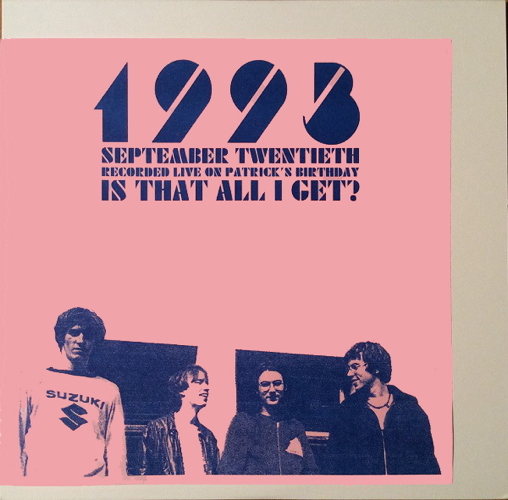 1993
SEPTEMBER TWENTIETH
RECORDED LIVE ON PATRICK'S BIRTHDAY
IS THAT ALL I GET?
SUZUKI